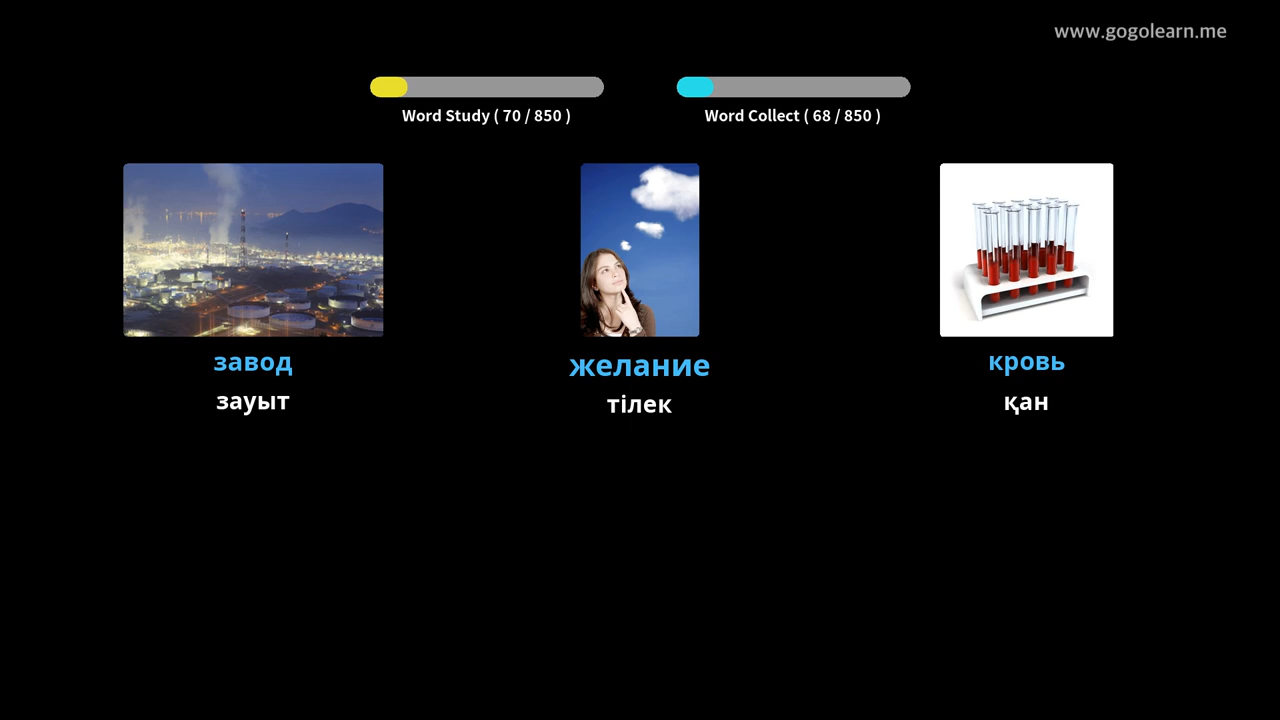 www.gogolearn.me
Word Study ( 70 / 850 )
Word Collect ( 68 / 850 )
завод
зауыт
желание
тілек
кровь
қан